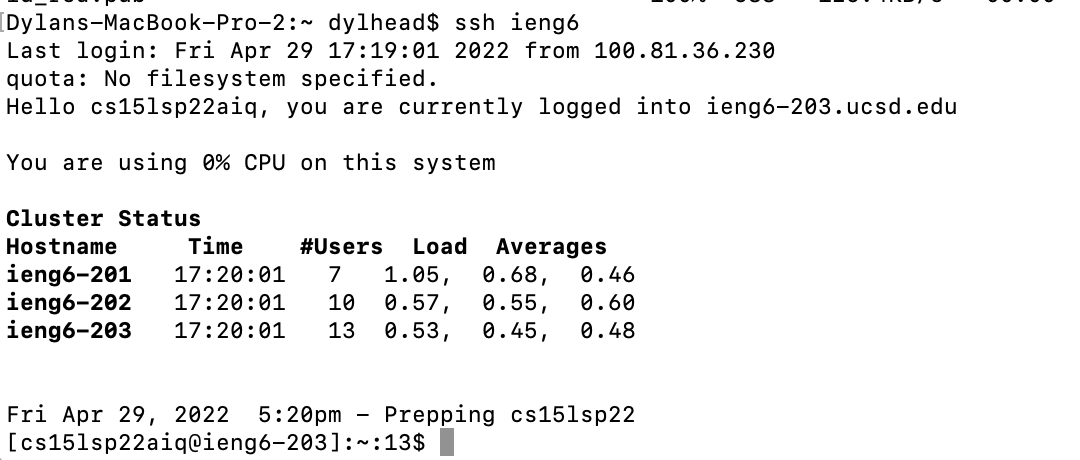 [Dylans-MacBook-Pro-2:~ dylhead$ ssh ieng6
Last login: Fri Apr 29 17:19:01 2022 from 100.81.36.230
quota: No filesystem specified.
Hello cs15lsp22aiq, you are currently logged into ieng6-203.ucsd.edu
You are using 0% CPU on this system
Cluster Status
Hostname     Time    #Users  Load  Averages
ieng6-201   17:20:01   7   1.05,  0.68,  0.46
ieng6-202   17:20:01   10  0.57,  0.55,  0.60
ieng6-203   17:20:01   13  0.53,  0.45,  0.48
Fri Apr 29, 2022  5:20pm - Prepping cs15lsp22
[cs15lsp22aiq@ieng6-203]:~:13$